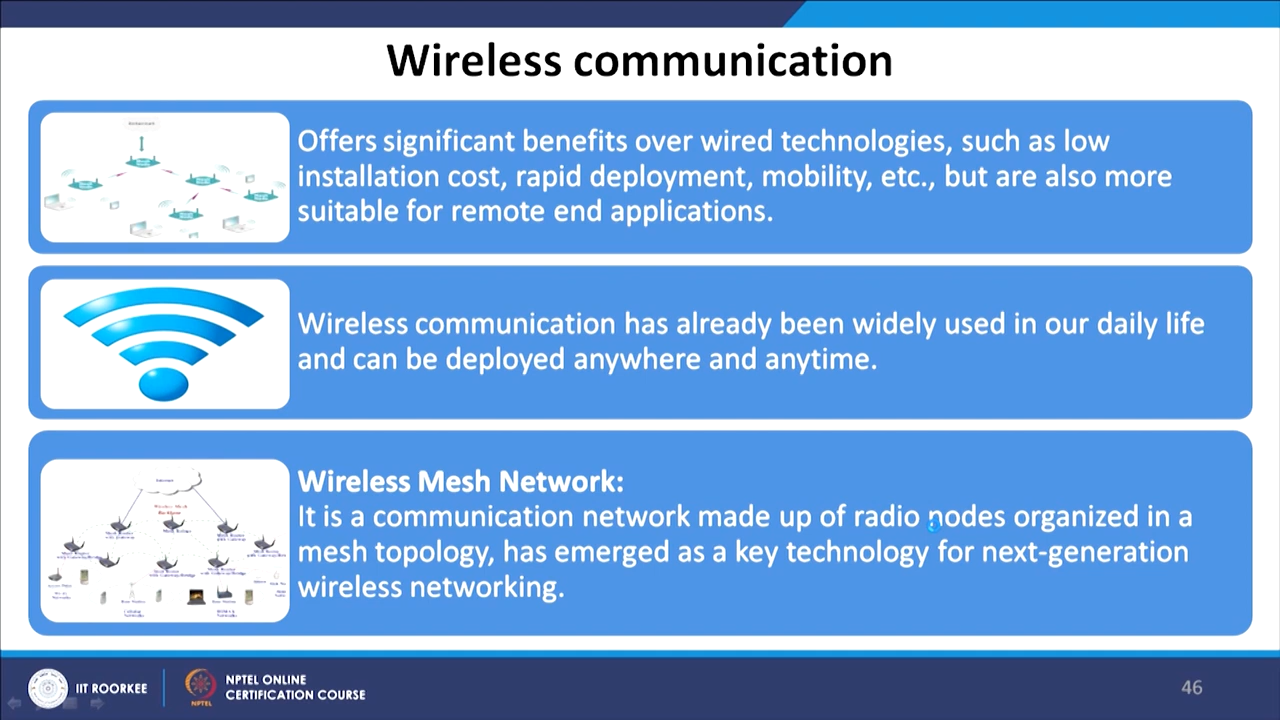 Wireless communication
Offers significant benefits over wired technologies, such as low
installation cost, rapid deployment, mobility, etc., but are also more
suitable for remote end applications.
Wireless communication has already been widely used in our daily life
and can be deployed anywhere and anytime.
Wireless Mesh Network:
It is a communication network made up of radio nodes organized in a
mesh topology, has emerged as a key technology for next-generation
wireless networking.
IIT ROORKEE
NPTEL
NPTEL ONLINE
CERTIFICATION COURSE
46